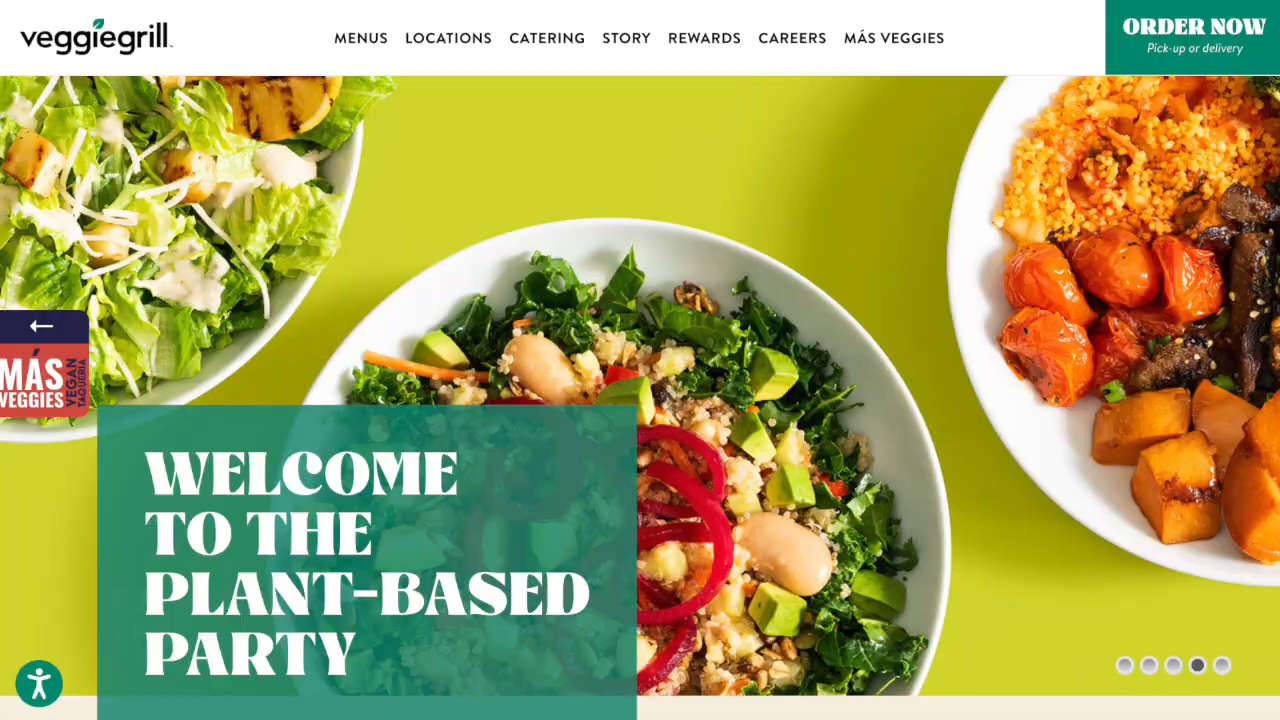 veggiegrill
MENUS LOCATIONS CATERING STORY REWARDS CAREERS MÁS VEGGIES
ORDER NOW
Pick-up or delivery
MÁS
VEGGIES
VEGAN
TAQUERIA
WELCOME
TO THE
PLANT-BASED
PARTY